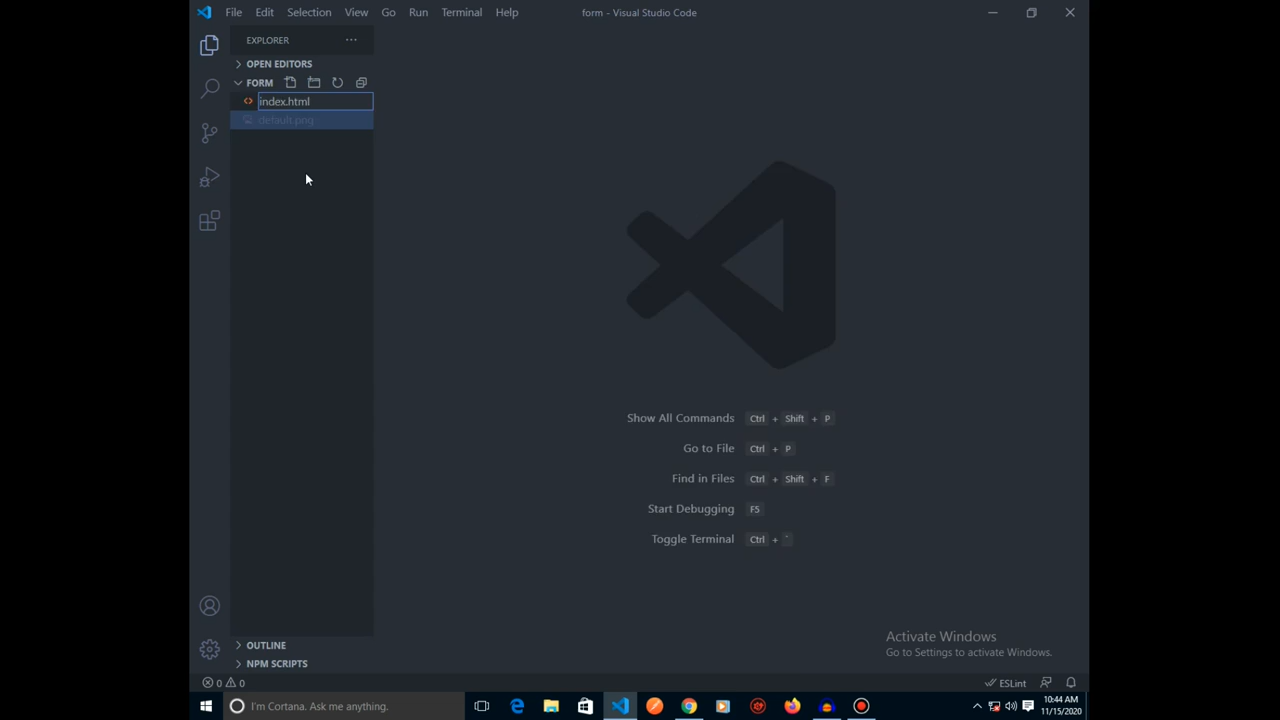 File Edit Selection View Go Run Terminal Help
form - Visual Studio Code
EXPLORER
OPEN EDITORS
FORM
index.html
default.png
Show All Commands Ctrl + Shift + P
Go to File Ctrl + P
Find in Files Ctrl + Shift + F
Start Debugging F5
Toggle Terminal Ctrl + `
Activate Windows
Go to Settings to activate Windows.
OUTLINE
NPM SCRIPTS
0 0
ESLint
I'm Cortana. Ask me anything.
10:44 AM
11/15/2020